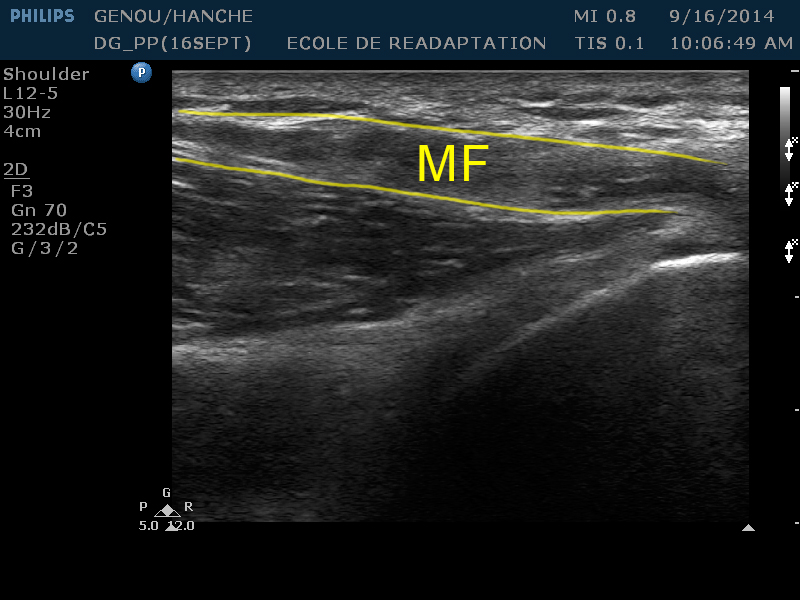 PHILIPS GENOU/HANCHE MI 0.8 9/16/2014
DG_PP(16SEPT) ECOLE DE READAPTATION TIS 0.1 10:06:49 AM
Shoulder
L12-5
30Hz
4cm
2D
F3
Gn 70
232dB/C5
G/3/2
P
MF
G
P R
5.0 12.0